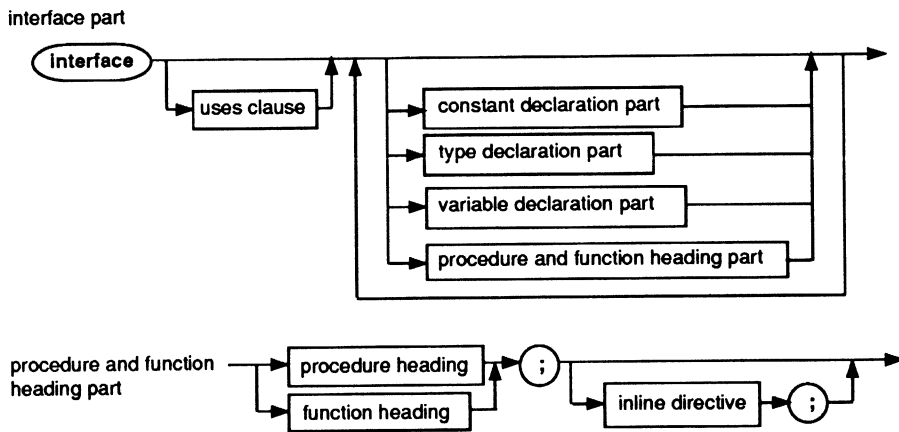 interface part
interface
uses clause
constant declaration part
type declaration part
variable declaration part
procedure and function heading part
procedure and function
heading part
procedure heading
;
function heading
inline directive
;